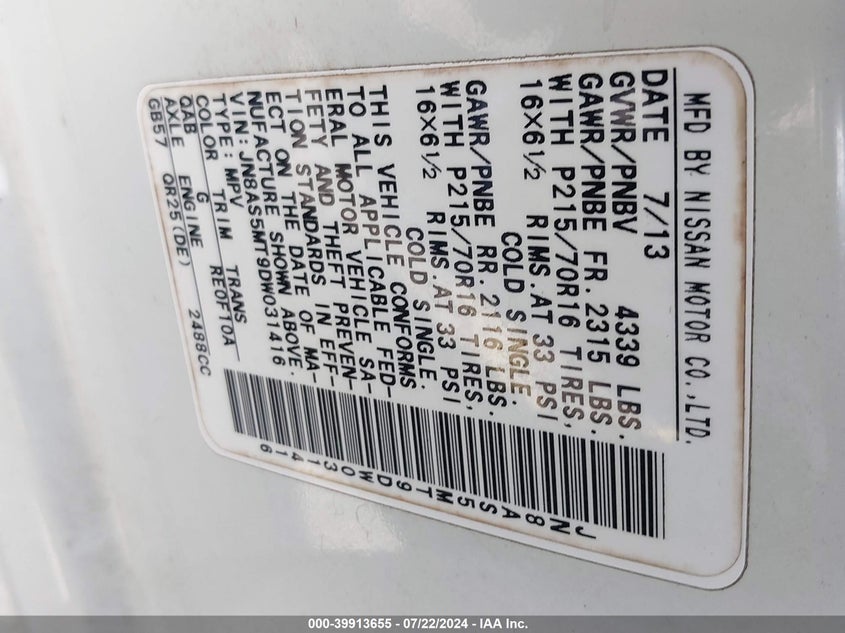 MFD BY NISSAN MOTOR CO.,LTD.
DATE 7/13
GVWR/PNBV 4339 LBS.
GAWR/PNBE FR. 2315 LBS.
WITH P215/70R16 TIRES,
16×6½ RIMS.AT 33 PSI
COLD SINGLE.
GAWR/PNBE RR. 2116 LBS.
WITH P215/70R16 TIRES,
16×6½ RIMS.AT 33 PSI
COLD SINGLE.
THIS VEHICLE CONFORMS
TO ALL APPLICABLE FED-
ERAL MOTOR VEHICLE SA-
FETY AND THEFT PREVEN-
TION STANDARDS IN EFF-
ECT ON THE DATE OF MA-
NUFACTURE SHOWN ABOVE.
VIN:JN8AS5MT9DW031416
TYPE:MPV
COLOR TRIM TRANS
QAB G RE0F10A
AXLE ENGINE
GB57 QR25(DE) 2488CC
JN8AS5MT9DW031416
000-39913655 - 07/22/2024 - IAA Inc.